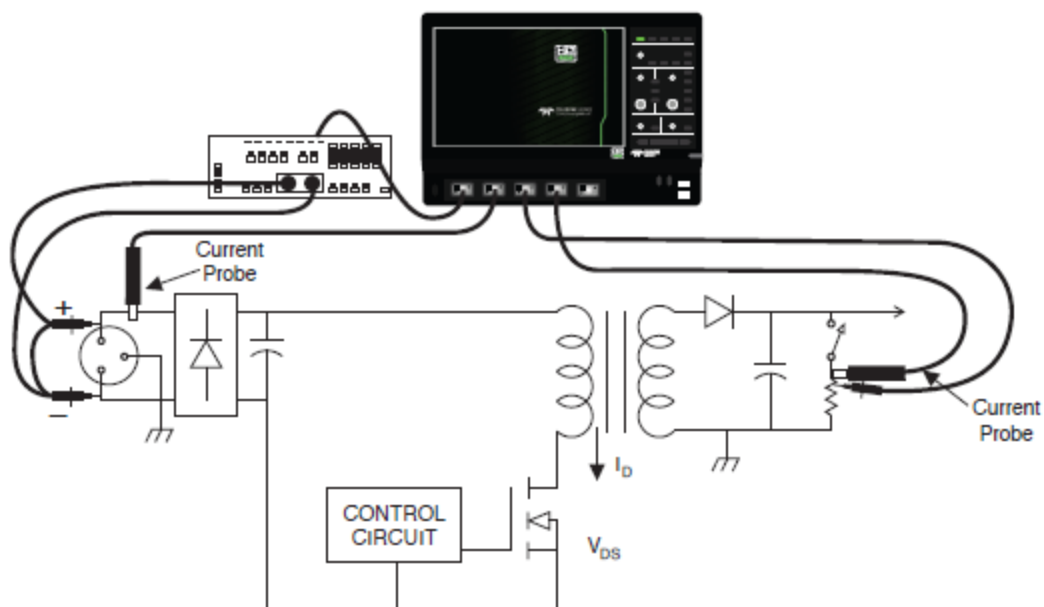 Current
Probe
+
−
Current
Probe
I_D
CONTROL
CIRCUIT
V_DS